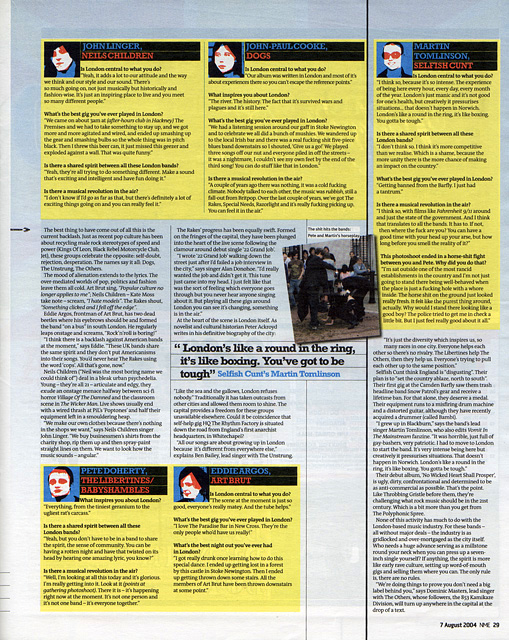 JOHN LINGER,
NEILS CHILDREN
Is London central to what you do?
"Yeah, it adds a lot to our attitude and the way
we think and our style and our sound. There's
so much going on, not just musically but historically and
fashion-wise. It's just an inspiring place to live and you meet
so many different people."
What's the best gig you've ever played in London?
"We came on about 3am at (after-hours club in Hackney) The
Premises and we had to take something to stay up, and we got
more and more agitated and wired, and ended up smashing up
the gear and smashing bulbs so the whole thing was in pitch
black. Then I threw this beer can, it just missed this geezer and
exploded against a wall. That was quite funny."
Is there a shared spirit between all these London bands?
"Yeah, they're all trying to do something different. Make a sound
that's exciting and intelligent and have fun doing it."
Is there a musical revolution in the air?
"I don't know if I'd go as far as that, but there's definitely a lot of
exciting things going on and you can really feel it."
JOHN-PAUL COOKE,
DOGS
Is London central to what you do?
"Our album was written in London and most of it's
about experiences there so you can't escape the reference points."
What inspires you about London?
"The river. The history. The fact that it's survived wars and
plagues and it's still here."
What's the best gig you've ever played in London?
"We had a listening session around our gaff in Stoke Newington
and to celebrate we all did a bunch of mushies. We wandered up
to the local Irish bar and there was a really fucking shit five-piece
blues band downstairs so I shouted, 'Give us a go! We played
three songs off our set and everyone piled in off the streets –
it was a nightmare, I couldn't see my own feet by the end of the
third song! You can do stuff like that in London."
Is there a musical revolution in the air?
"A couple of years ago there was nothing, it was a cold fucking
climate. Nobody talked to each other, the music was rubbish, still a
fall-out from Britpop. Over the last couple of years, we've got The
Rakes, Special Needs, Razorlight and it's really fucking picking up.
You can feel it in the air."
MARTIN
TOMLINSON,
SELFISH CUNT
Is London central to what you do?
"I think so, because it's so intense. The experience
of being here every hour, every day, every month
of the year. London's just manic and it's not good
for one's health, but creatively it pressurises
situations... that doesn't happen in Norwich.
London's like a round in the ring, it's like boxing.
You gotta be tough."
Is there a shared spirit between all these
London bands?
"I don't think so. I think it's more competitive
than we realise. Which is a shame, because the
more unity there is the more chance of making
an impact on the country."
What's the best gig you've ever played in London?
"Getting banned from the Barfly. I just had
a tantrum."
Is there a musical revolution in the air?
"I think so, with films like Fahrenheit 9/11 around
and just the state of the government. And I think
that translates to all the bands. It has to. If not,
then where the fuck are you? You can have a
good time with your head up your arse, but how
long before you smell the reality of it?"
This photoshoot ended in a horse-shit fight
between you and Pete. Why did you do that?
"I'm sat outside one of the most rancid
establishments in the country and I'm not just
going to stand there being well-behaved when
the place is just a fucking hole with a whore
inside. The horse shit on the ground just looked
really fresh. It felt like the purest thing around,
actually. Why would I stand there like a fucking
good boy? The police tried to get me in check a
little bit. But I just feel really good about it all."
The best thing to have come out of all this is the
current backlash. Just as recent pop culture has been
about recycling male rock stereotypes of speed and
power (Kings Of Leon, Black Rebel Motorcycle Club,
Jet), these groups celebrate the opposite: self-doubt,
rejection, desperation. The names say it all: Dogs,
The Unstrung, The Others.
The mood of alienation extends to the lyrics. The
over-mediated worlds of pop, politics and fashion
leave them all cold. Art Brut sing, "Popular culture no
longer applies to me"; Neils Children – Kate Moss
take note – scream, "I hate models". The Rakes shout,
"Something clicked and I fell off the edge".
Eddie Argos, frontman of Art Brut, has two dead
beetles where his eyebrows should be and formed
the band "on a bus" in south London. He regularly
leaps onstage and screams, "Rock'n'roll is boring!"
"I think there is a backlash against American bands
at the moment," says Eddie. "These UK bands share
the same spirit and they don't put Americanisms
into their songs. You'd never hear The Rakes using
the word 'cop'. All that's gone, now."
Neils Children ("Neil was the most boring name we
could think of") deal in a bleak urban psychedelia.
Young – they're all 21 – articulate and edgy, they
exude an onstage menace halfway between '60s
horror Village Of The Damned and the classroom
scene in The Wicker Man. Live shows usually end
with a wired thrash at PiL's 'Poptones' and half their
equipment left in a smouldering heap.
"We make our own clothes because there's nothing
in the shops we want," says Neils Children singer
John Linger. "We buy businessmen's shirts from the
charity shop, rip them up and then spray-paint
straight lines on them. We want to look how the
music sounds – angular."
The Rakes' progress has been equally swift. Formed
on the fringes of the capital, they have been plunged
into the heart of the live scene following the
clamour around debut single '22 Grand Job'.
"I wrote '22 Grand Job' walking down the
street just after I failed a job interview in
the city," says singer Alan Donohoe. "I'd really
wanted the job and didn't get it. This tune
just came into my head. I just felt like that
was the sort of feeling which everyone goes
through but you never hear anyone singing
about it. But playing all these gigs around
London you can see it's changing, something
is in the air."
At the heart of the scene is London itself. As
novelist and cultural historian Peter Ackroyd
writes in his definitive biography of the city:
The shit hits the bands:
Pete and Martin's horseplay
" London's like a round in the ring,
it's like boxing. You've got to be
tough" Selfish Cunt's Martin Tomlinson
"Like the sea and the gallows, London refuses
nobody." Traditionally it has taken outcasts from
other cities and allowed them room to shine. The
capital provides a freedom for these groups
unavailable elsewhere. Could it be coincidence that
self-help gig HQ The Rhythm Factory is situated
down the road from England's first anarchist
headquarters, in Whitechapel?
"All our songs are about growing up in London
because it's different from everywhere else,"
explains Ben Bailey, lead singer with The Unstrung.
"It's just the diversity which inspires us, so
many races in one city. Everyone helps each
other so there's no rivalry. The Libertines help The
Others, then they help us. Everyone's trying to pull
each other up to the same position."
Selfish Cunt think England is "disgusting". Their
plan is to "set the country ablaze, north to south".
Their first gig at the Camden Barfly saw them trash
headline band Snow Patrol's gear and receive a
lifetime ban. For that alone, they deserve a medal.
Their equipment runs to a misfiring drum machine
and a distorted guitar, although they have recently
acquired a drummer (called Bambi).
"I grew up in Blackburn", says the band's lead
singer Martin Tomlinson, who also edits Vomit In
The Mainstream fanzine. "It was horrible, just full of
gay-bashers, very patriotic. I had to move to London
to start the band. It's very intense being here but
creatively it pressurises situations. That doesn't
happen in Norwich. London's like a round in the
ring, it's like boxing. You gotta be tough."
Their debut album, 'No Wicked Heart Shall Prosper',
is ugly, dirty, confrontational and determined to be
as anti-commercial as possible. That's the point.
Like Throbbing Gristle before them, they're
challenging what rock music should be in the 21st
century. Which is a bit more than you get from
The Polyphonic Spree.
None of this activity has much to do with the
London-based music industry. For these bands –
all without major deals – the industry is as
gridlocked and over-mortgaged as the city itself.
Who needs a huge advance serving as a millstone
round your neck when you can press up a seven-
inch single yourself? If anything, the spirit is more
like early rave culture, setting up word-of-mouth
gigs and selling them where you can. The only rule
is, there are no rules.
"We're doing things to prove you don't need a big
label behind you," says Dominic Masters, lead singer
with The Others, whose followers, the 853 Kamikaze
Division, will turn up anywhere in the capital at the
drop of a text.
PETE DOHERTY,
THE LIBERTINES/
BABYSHAMBLES
What inspires you about London?
"Everything, from the tiniest geranium to the
ugliest rat's carcass."
Is there a shared spirit between all these
London bands?
"Yeah, but you don't have to be in a band to share
the spirit, the sense of community. You can be
having a rotten night and have that twisted on its
head by hearing one amazing lyric, you know?"
Is there a musical revolution in the air?
"Well, I'm looking at all this today and it's glorious.
I'm really getting into it. Look at it (points at
gathering photoshoot). There it is – it's happening
right now at the moment. It's not one person and
it's not one band – it's everyone together."
EDDIE ARGOS,
ART BRUT
Is London central to what you do?
"The scene at the moment is just so
good, everyone's really matey. And the tube helps."
What's the best gig you've ever played in London?
"I love The Paradise Bar in New Cross. They're the
only people who'd have us really!"
What's the best night out you've ever had
in London?
"I got really drunk once learning how to do this
special dance. I ended up getting lost in a forest
by this castle in Stoke Newington. Then I ended
up getting thrown down some stairs. All the
members of Art Brut have been thrown downstairs
at some point."
7 August 2004 NME 29